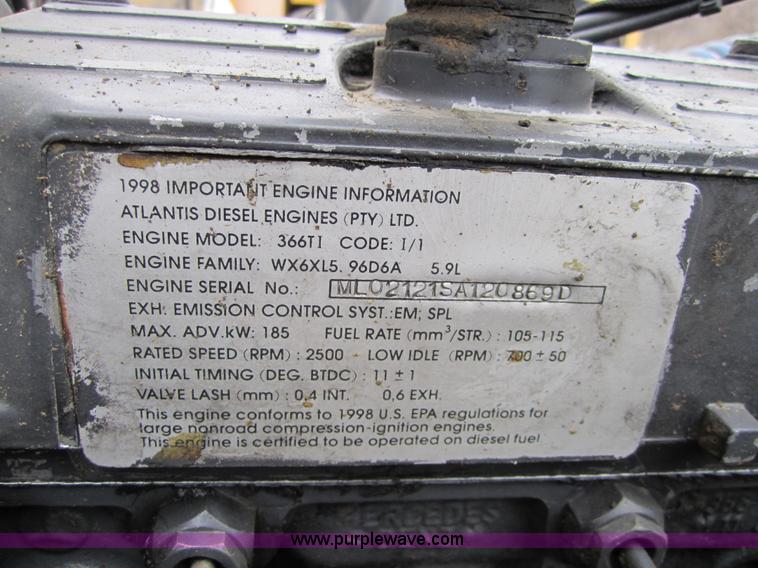 1998 IMPORTANT ENGINE INFORMATION
ATLANTIS DIESEL ENGINES (PTY) LTD.
ENGINE MODEL: 366TI CODE: I/1
ENGINE FAMILY: WX6XL5.96D6A 5.9L
ENGINE SERIAL No.: ML02121SA120869D
EXH. EMISSION CONTROL SYST.:EM, SPL
MAX. ADV.kW: 185 FUEL RATE (mm³/STR.) : 105-115
RATED SPEED (RPM) : 2500 LOW IDLE (RPM) : 700 ± 50
INITIAL TIMING (DEG. BTDC) : 11 ± 1
VALVE LASH (mm) : 0,4 INT. 0,6 EXH.
This engine conforms to 1998 U.S. EPA regulations for
large nonroad compression-ignition engines.
This engine is certified to be operated on diesel fuel.
MERCEDES
www.purplewave.com